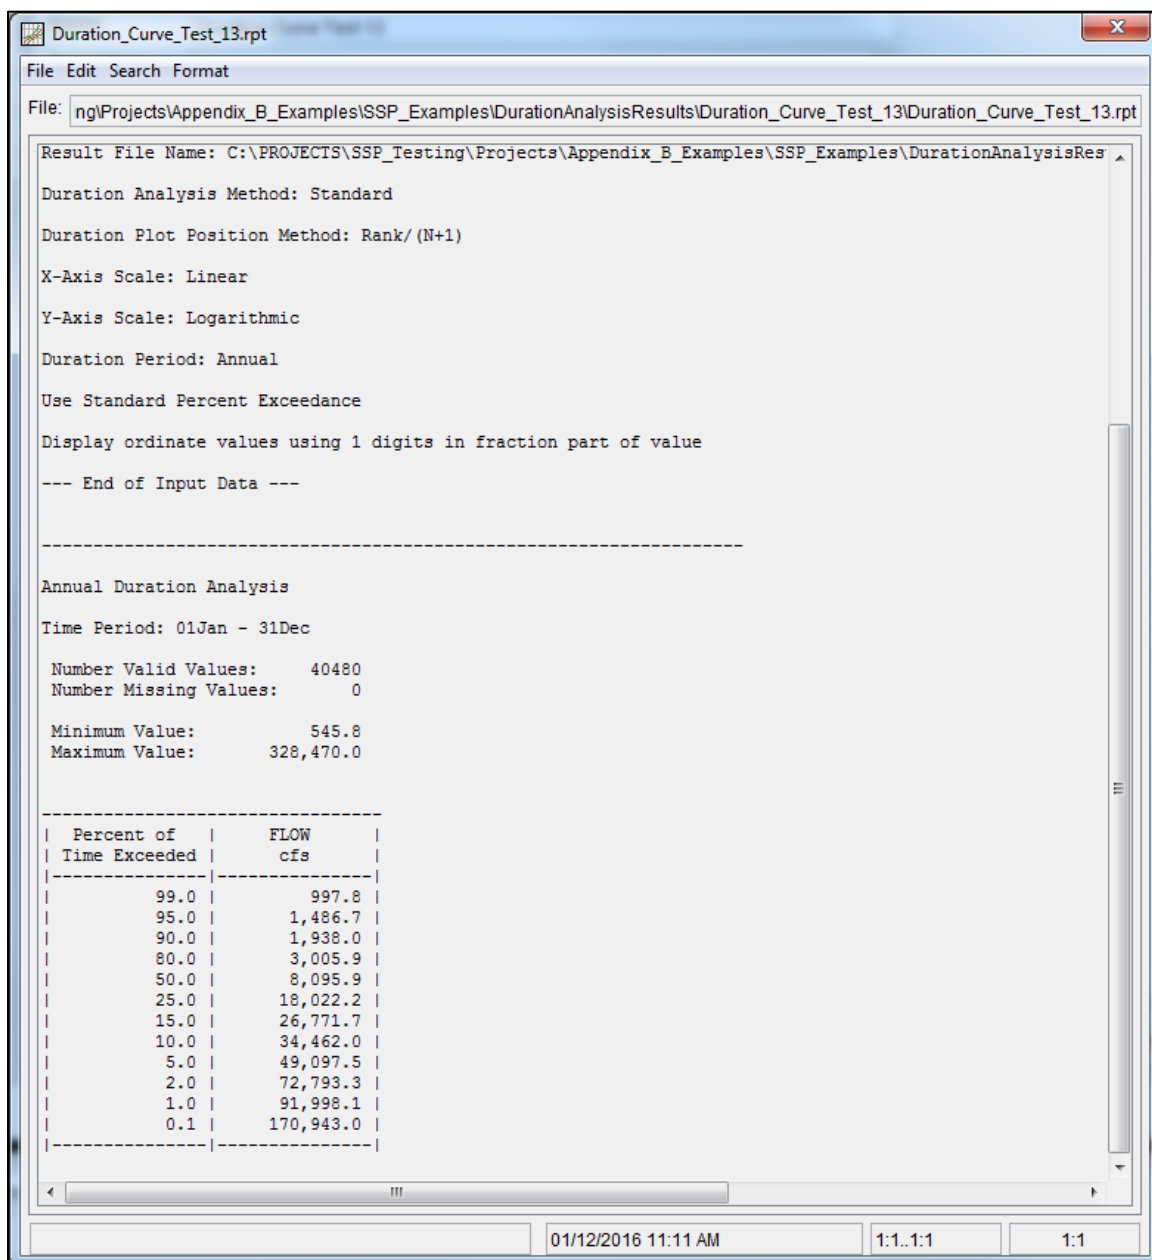 Duration_Curve_Test_13.rpt
File Edit Search Format
File: ng\Projects\Appendix_B_Examples\SSP_Examples\DurationAnalysisResults\Duration_Curve_Test_13\Duration_Curve_Test_13.rpt
Result File Name: C:\PROJECTS\SSP_Testing\Projects\Appendix_B_Examples\SSP_Examples\DurationAnalysisRes
Duration Analysis Method: Standard
Duration Plot Position Method: Rank/(N+1)
X-Axis Scale: Linear
Y-Axis Scale: Logarithmic
Duration Period: Annual
Use Standard Percent Exceedance
Display ordinate values using 1 digits in fraction part of value
--- End of Input Data ---
--------------------------------------------------------------------
Annual Duration Analysis
Time Period: 01Jan - 31Dec
Number Valid Values: 40480
Number Missing Values: 0
Minimum Value: 545.8
Maximum Value: 328,470.0
---------------------------------
| Percent of | FLOW |
| Time Exceeded | cfs |
|---------------|---------------|
| 99.0 | 997.8 |
| 95.0 | 1,486.7 |
| 90.0 | 1,938.0 |
| 80.0 | 3,005.9 |
| 50.0 | 8,095.9 |
| 25.0 | 18,022.2 |
| 15.0 | 26,771.7 |
| 10.0 | 34,462.0 |
| 5.0 | 49,097.5 |
| 2.0 | 72,793.3 |
| 1.0 | 91,998.1 |
| 0.1 | 170,943.0 |
|---------------|---------------|
01/12/2016 11:11 AM 1:1..1:1 1:1